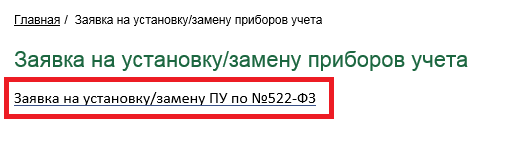 Главная / Заявка на установку/замену приборов учета
Заявка на установку/замену приборов учета
Заявка на установку/замену ПУ по №522-ФЗ